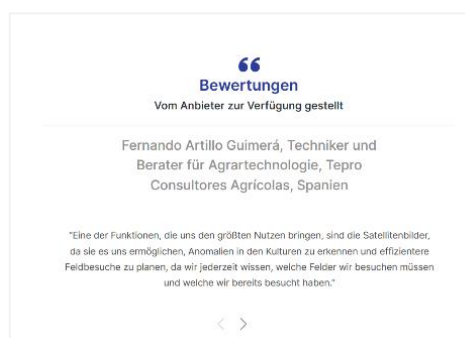 Bewertungen
Vom Anbieter zur Verfügung gestellt
Fernando Artillo Guimerá, Techniker und
Berater für Agrartechnologie, Tepro
Consultores Agrícolas, Spanien
"Eine der Funktionen, die uns den größten Nutzen bringen, sind die Satellitenbilder,
da sie es uns ermöglichen, Anomalien in den Kulturen zu erkennen und effizientere
Feldbesuche zu planen, da wir jederzeit wissen, welche Felder wir besuchen müssen
und welche wir bereits besucht haben."